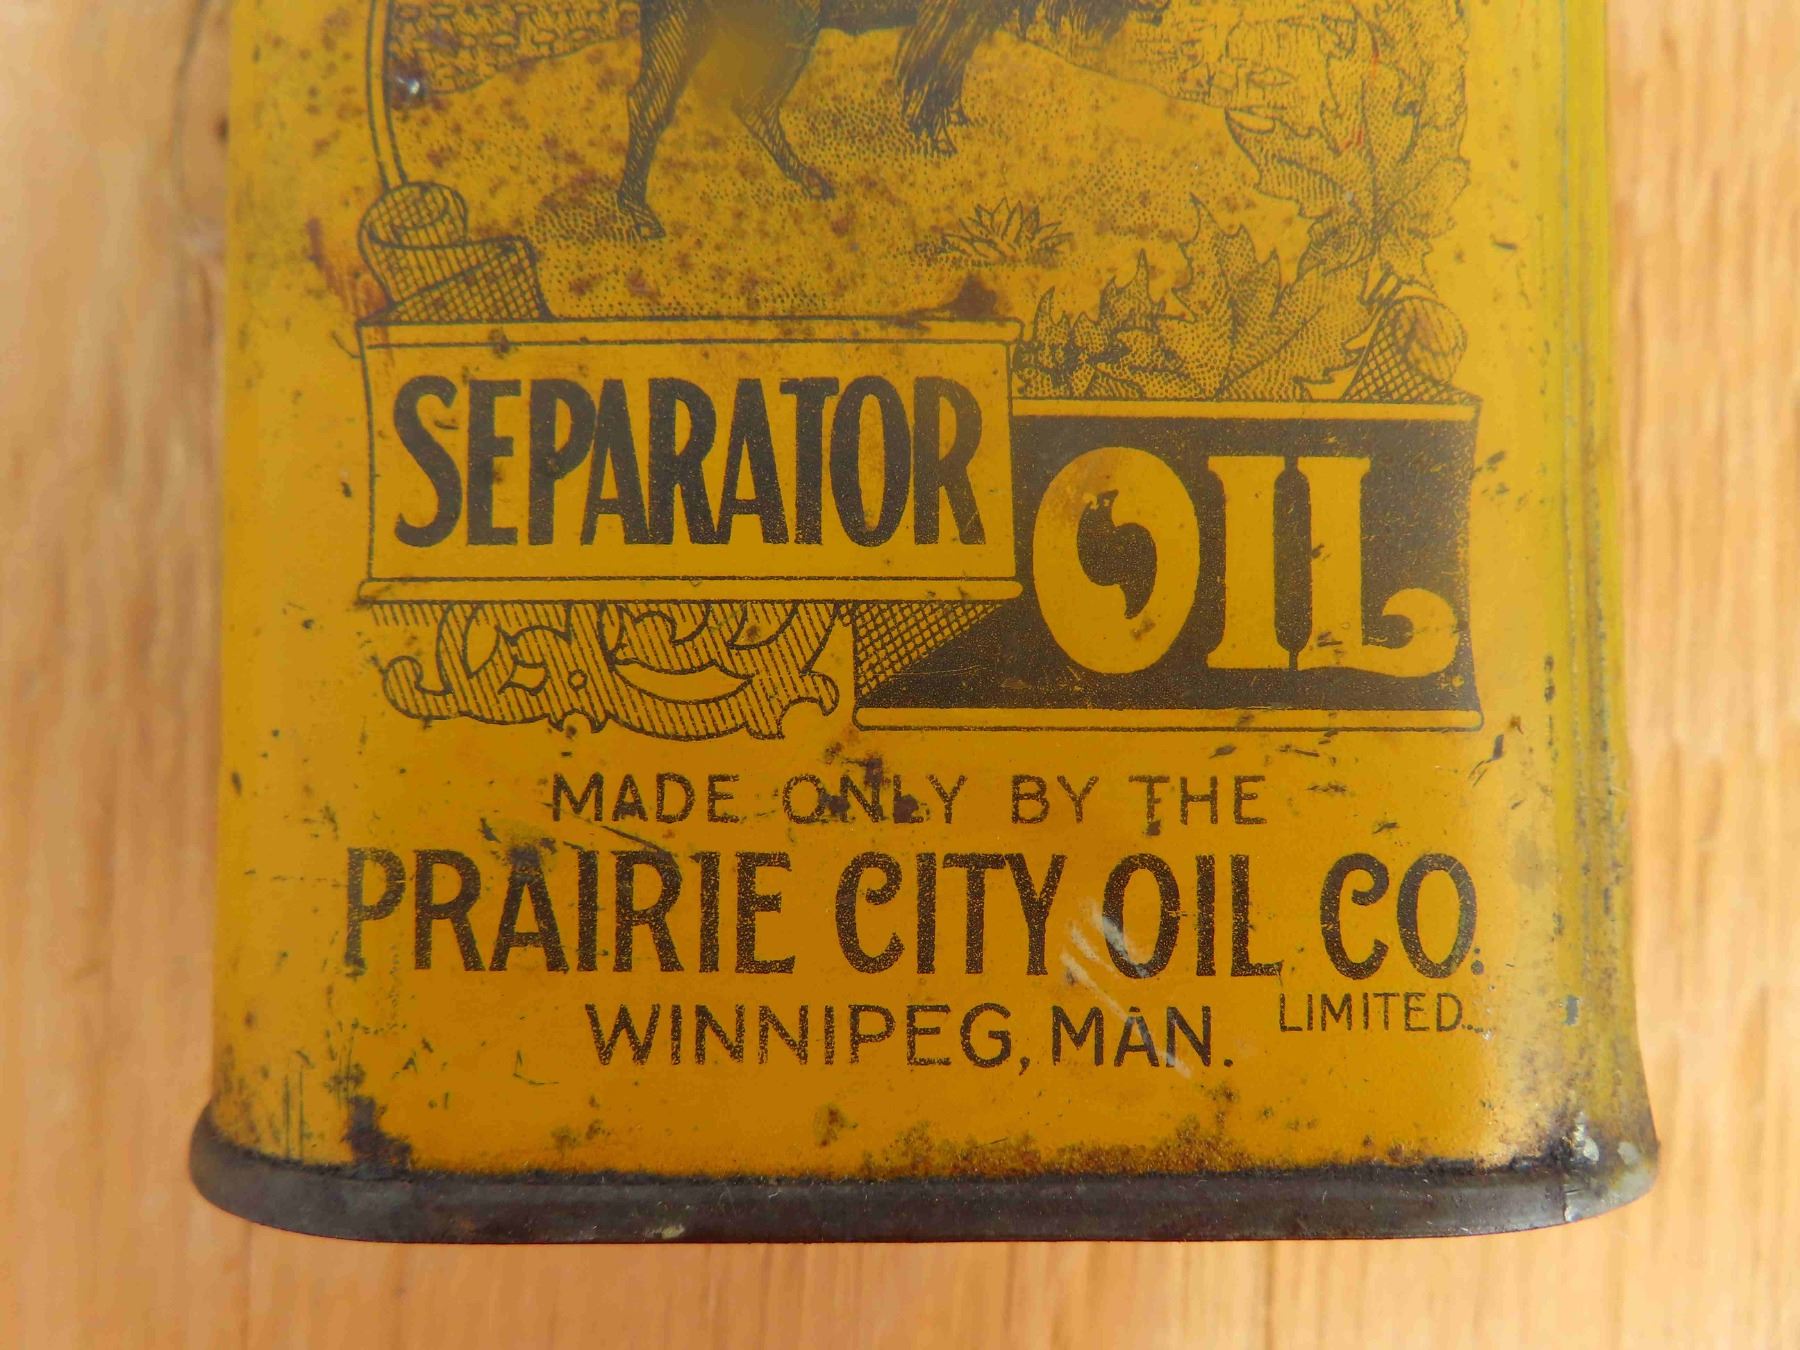 SEPARATOR
OIL
MADE ONLY BY THE
PRAIRIE CITY OIL CO.
LIMITED.
WINNIPEG, MAN.